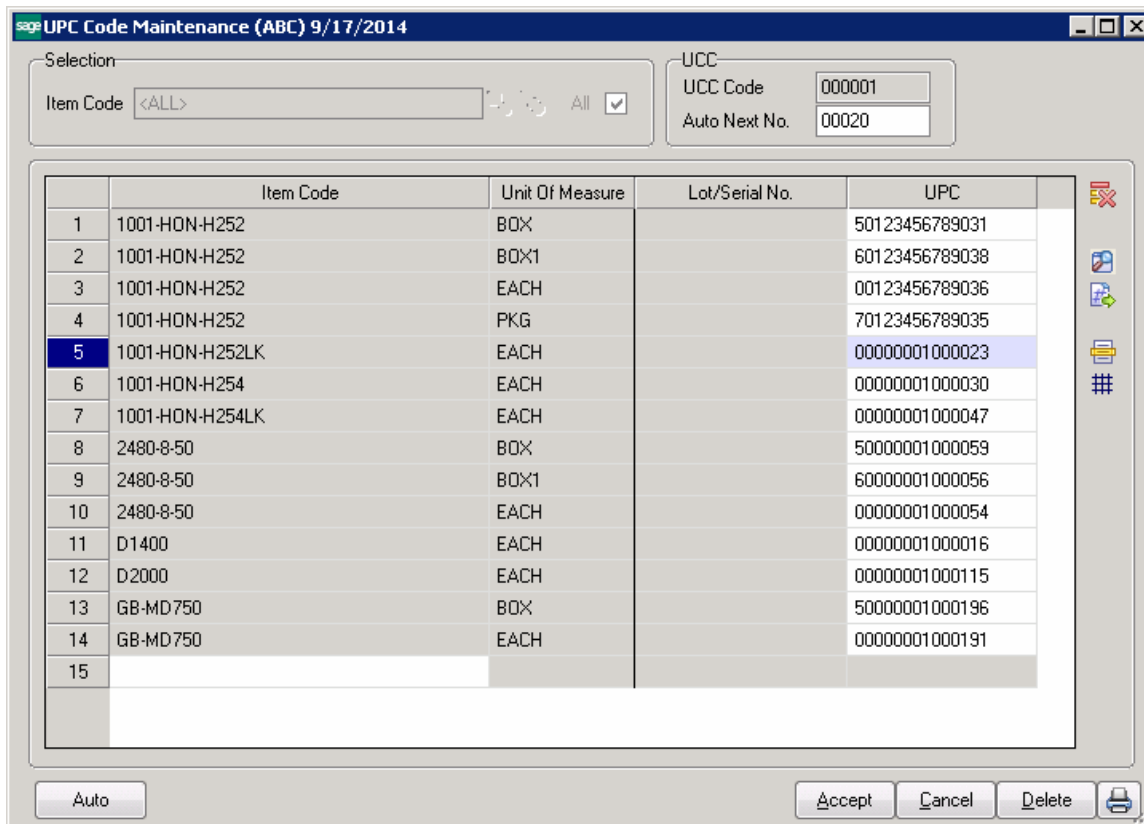 sage UPC Code Maintenance (ABC) 9/17/2014
Selection
Item Code <ALL> All
UCC
UCC Code 000001
Auto Next No. 00020
Item Code Unit Of Measure Lot/Serial No. UPC
1 1001-HON-H252 BOX 50123456789031
2 1001-HON-H252 BOX1 60123456789038
3 1001-HON-H252 EACH 00123456789036
4 1001-HON-H252 PKG 70123456789035
5 1001-HON-H252LK EACH 00000001000023
6 1001-HON-H254 EACH 00000001000030
7 1001-HON-H254LK EACH 00000001000047
8 2480-8-50 BOX 50000001000059
9 2480-8-50 BOX1 60000001000056
10 2480-8-50 EACH 00000001000054
11 D1400 EACH 00000001000016
12 D2000 EACH 00000001000115
13 GB-MD750 BOX 50000001000196
14 GB-MD750 EACH 00000001000191
15
Auto Accept Cancel Delete